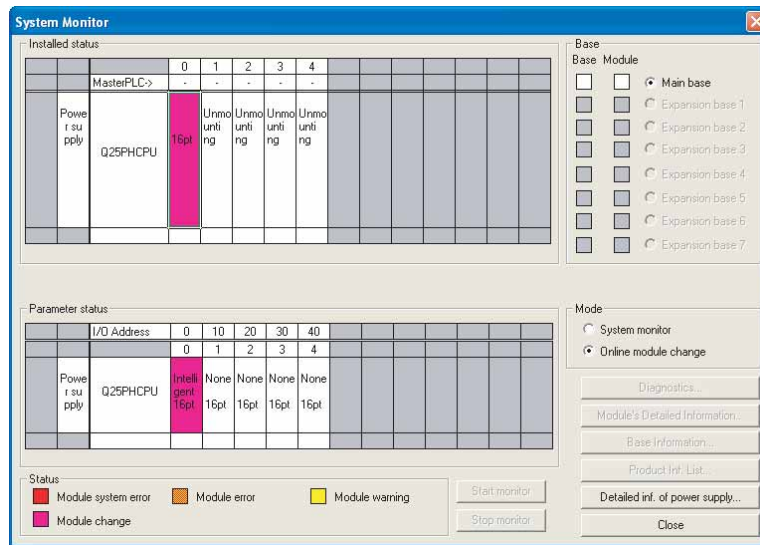 System Monitor
Installed status
0 1 2 3 4
MasterPLC-> - - - - -
Powe
r su
pply
Q25PHCPU
16pt
Unmo
unti
ng
Unmo
unti
ng
Unmo
unti
ng
Unmo
unti
ng
Base
Base Module
Main base
Expansion base 1
Expansion base 2
Expansion base 3
Expansion base 4
Expansion base 5
Expansion base 6
Expansion base 7
Parameter status
I/O Address 0 10 20 30 40
0 1 2 3 4
Powe
r su
pply
Q25PHCPU
Intelli
gent
16pt
None
16pt
None
16pt
None
16pt
None
16pt
Mode
System monitor
Online module change
Diagnostics...
Module's Detailed Information...
Base Information...
Product Inf. List...
Detailed inf. of power supply...
Close
Status
Module system error
Module error
Module warning
Module change
Start monitor
Stop monitor